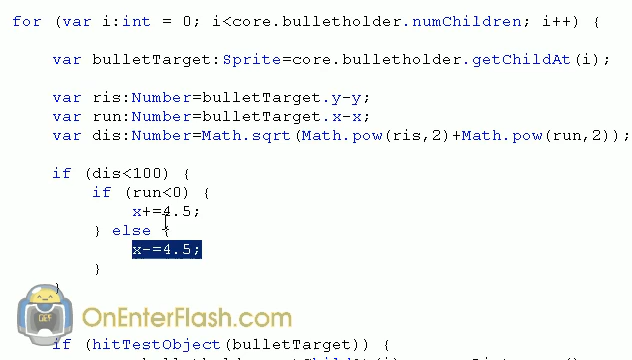 for (var i:int = 0; i<core.bulletholder.numChildren; i++) {
var bulletTarget:Sprite=core.bulletholder.getChildAt(i);
var ris:Number=bulletTarget.y-y;
var run:Number=bulletTarget.x-x;
var dis:Number=Math.sqrt(Math.pow(ris,2)+Math.pow(run,2));
if (dis<100) {
if (run<0) {
x+=4.5;
} else {
x-=4.5;
}
}
OEF
OnEnterFlash.com
if (hitTestObject(bulletTarget)) {